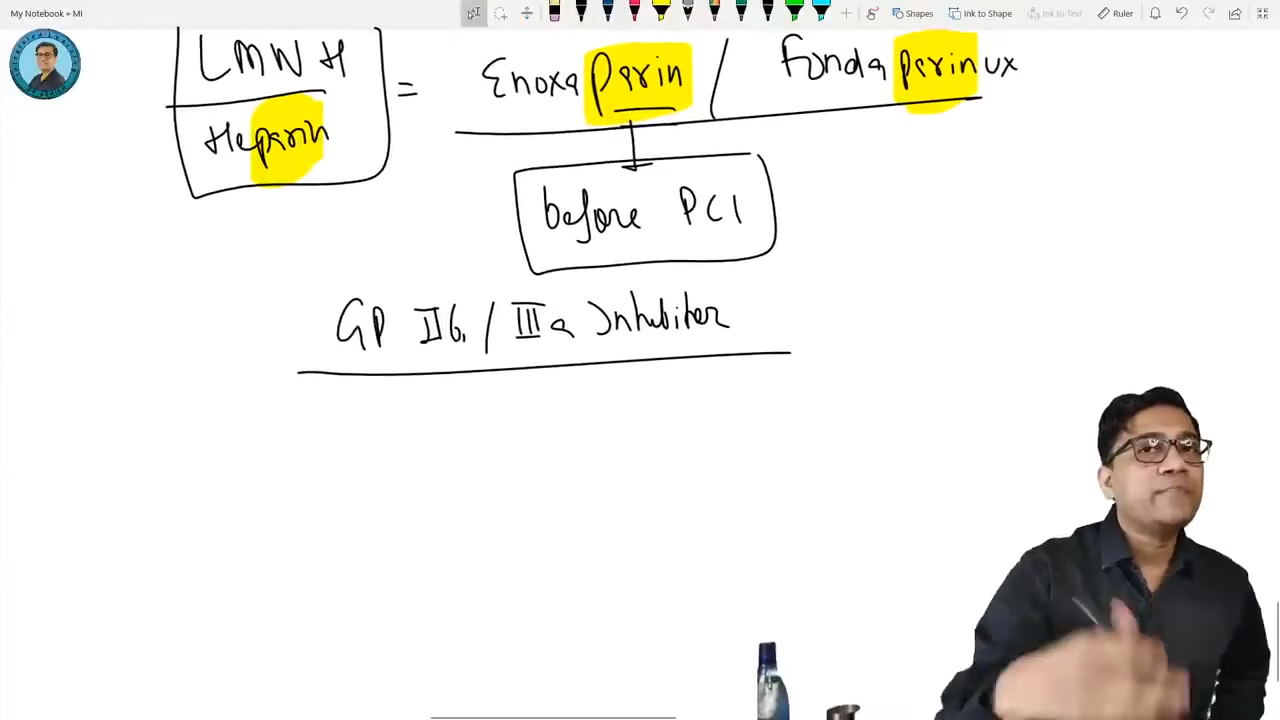 My Notebook » MI
Shapes Ink to Shape Ink to Text Ruler
LMWH
Heparin
= Enoxaparin / Fondaparinux
before PCI
GP IIb / IIIa Inhibitor